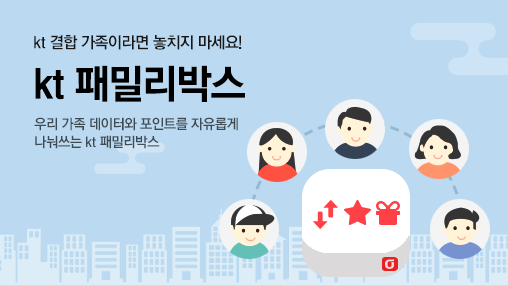 kt 결합 가족이라면 놓치지 마세요!
kt 패밀리박스
우리 가족 데이터와 포인트를 자유롭게
나눠쓰는 kt 패밀리박스